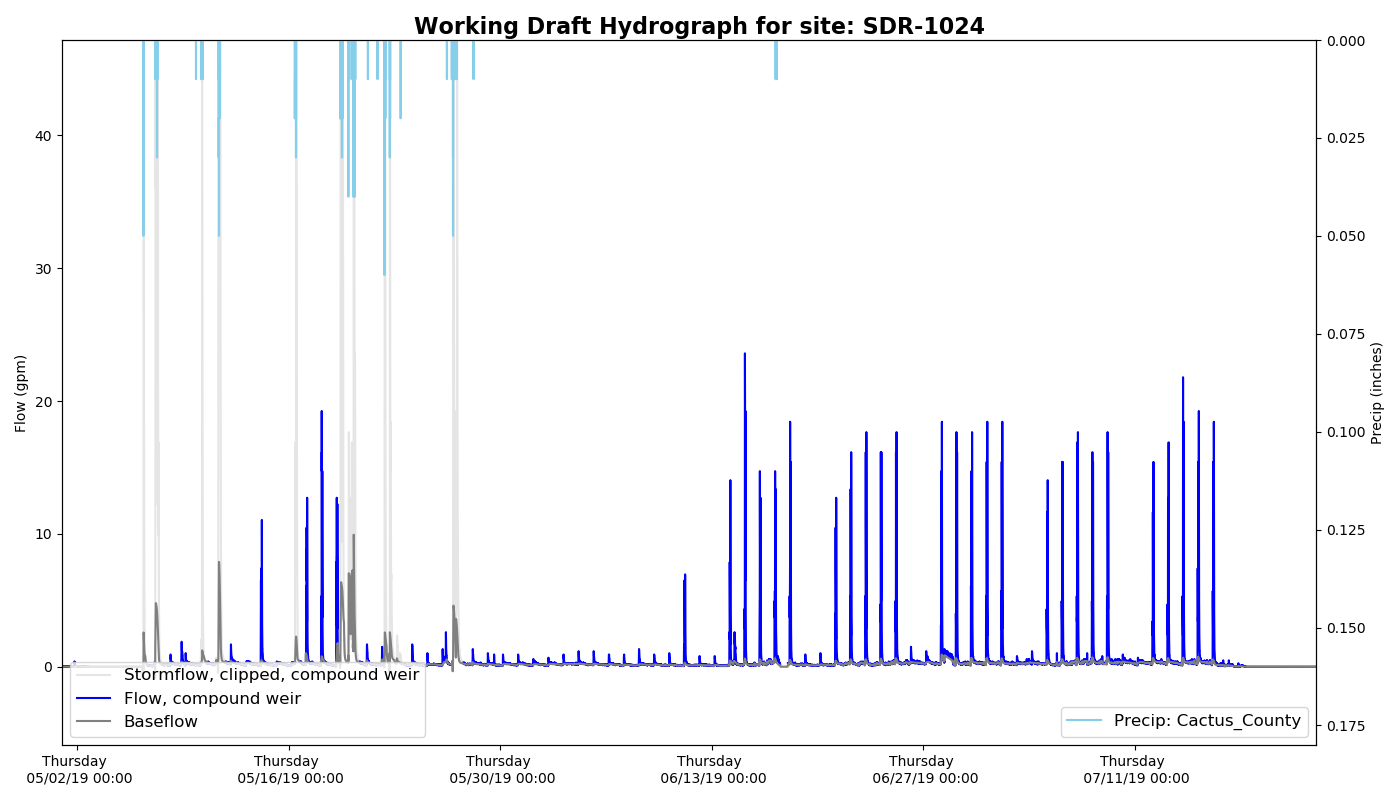 Working Draft Hydrograph for site: SDR-1024
Flow (gpm)
40
30
20
10
0
0.000
0.025
0.050
0.075
0.100
0.125
0.150
0.175
Precip (inches)
Stormflow, clipped, compound weir
Flow, compound weir
Baseflow
Precip: Cactus_County
Thursday
05/02/19 00:00
Thursday
05/16/19 00:00
Thursday
05/30/19 00:00
Thursday
06/13/19 00:00
Thursday
06/27/19 00:00
Thursday
07/11/19 00:00